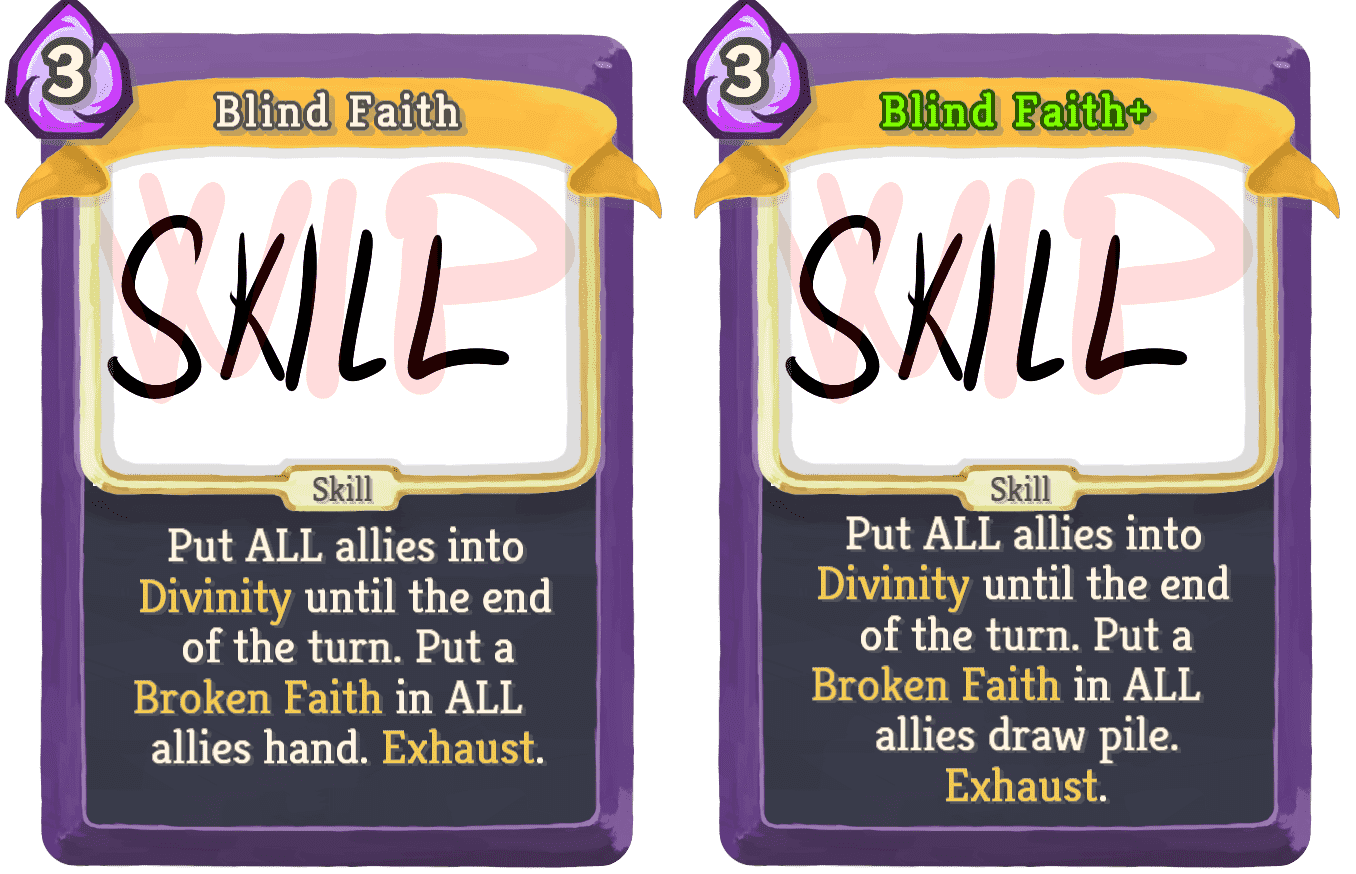 3
Blind Faith
WIP
SKILL
Skill
Put ALL allies into
Divinity until the end
of the turn. Put a
Broken Faith in ALL
allies hand. Exhaust.
3
Blind Faith+
WIP
SKILL
Skill
Put ALL allies into
Divinity until the end
of the turn. Put a
Broken Faith in ALL
allies draw pile.
Exhaust.